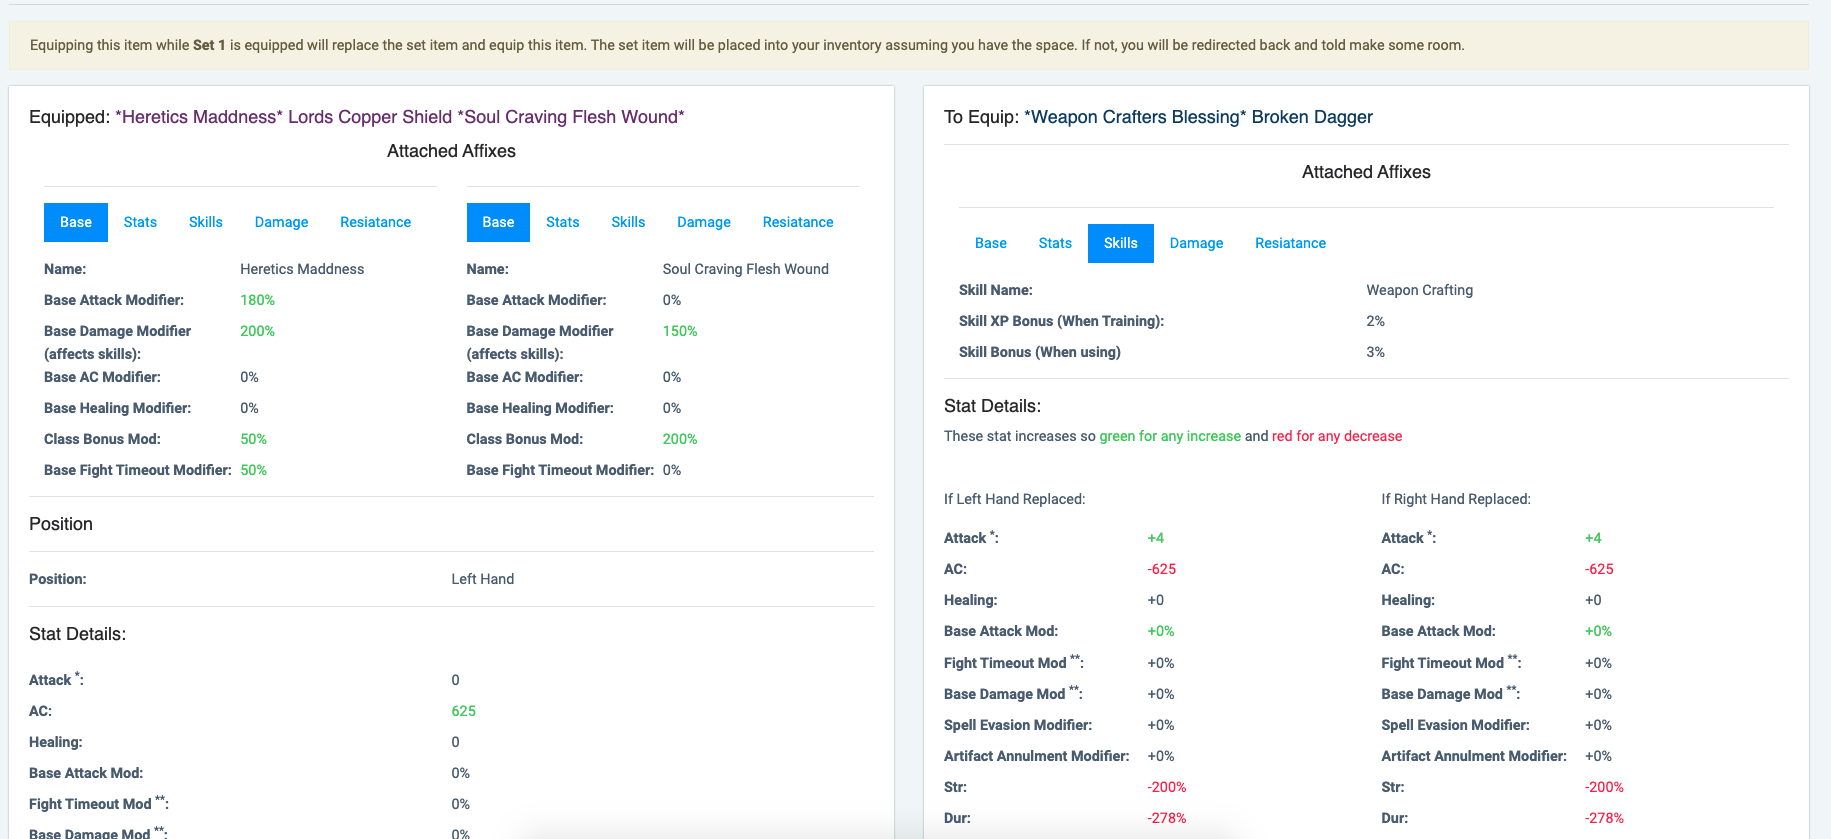 Equipping this item while Set 1 is equipped will replace the set item and equip this item. The set item will be placed into your inventory assuming you have the space. If not, you will be redirected back and told make some room.
Equipped: *Heretics Maddness* Lords Copper Shield *Soul Craving Flesh Wound*
Attached Affixes
Base Stats Skills Damage Resiatance
Name: Heretics Maddness
Base Attack Modifier: 180%
Base Damage Modifier 200%
(affects skills):
Base AC Modifier: 0%
Base Healing Modifier: 0%
Class Bonus Mod: 50%
Base Fight Timeout Modifier: 50%
Base Stats Skills Damage Resiatance
Name: Soul Craving Flesh Wound
Base Attack Modifier: 0%
Base Damage Modifier 150%
(affects skills):
Base AC Modifier: 0%
Base Healing Modifier: 0%
Class Bonus Mod: 200%
Base Fight Timeout Modifier: 0%
Position
Position: Left Hand
Stat Details:
Attack *: 0
AC: 625
Healing: 0
Base Attack Mod: 0%
Fight Timeout Mod **: 0%
Base Damage Mod **: 0%
To Equip: *Weapon Crafters Blessing* Broken Dagger
Attached Affixes
Base Stats Skills Damage Resiatance
Skill Name: Weapon Crafting
Skill XP Bonus (When Training): 2%
Skill Bonus (When using) 3%
Stat Details:
These stat increases so green for any increase and red for any decrease
If Left Hand Replaced:
Attack *: +4
AC: -625
Healing: +0
Base Attack Mod: +0%
Fight Timeout Mod **: +0%
Base Damage Mod **: +0%
Spell Evasion Modifier: +0%
Artifact Annulment Modifier: +0%
Str: -200%
Dur: -278%
If Right Hand Replaced:
Attack *: +4
AC: -625
Healing: +0
Base Attack Mod: +0%
Fight Timeout Mod **: +0%
Base Damage Mod **: +0%
Spell Evasion Modifier: +0%
Artifact Annulment Modifier: +0%
Str: -200%
Dur: -278%